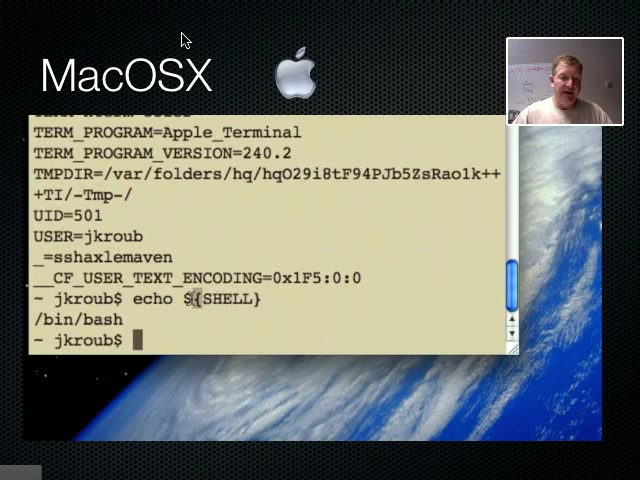 MacOSX
TERM_PROGRAM=Apple_Terminal
TERM_PROGRAM_VERSION=240.2
TMPDIR=/var/folders/hq/hqO29i8tF94PJb5ZsRao1k++
+TI/-Tmp-/
UID=501
USER=jkroub
_=sshaxlemaven
__CF_USER_TEXT_ENCODING=0x1F5:0:0
~ jkroub$ echo ${SHELL}
/bin/bash
~ jkroub$